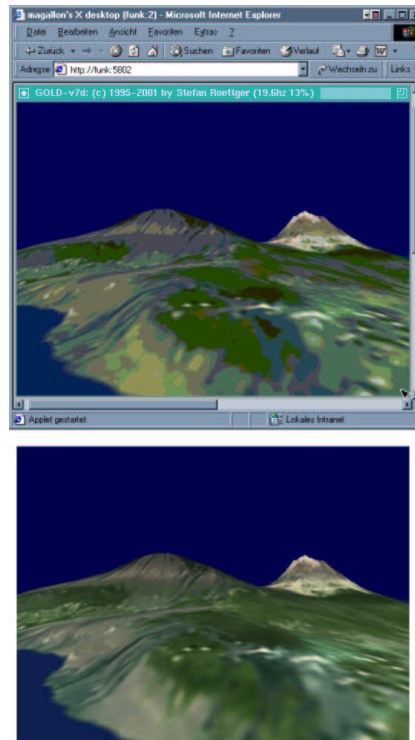 magallon's X desktop (funk:2) - Microsoft Internet Explorer
Datei Bearbeiten Ansicht Favoriten Extras ?
Zurück Suchen Favoriten Verlauf
Adresse http://funk:5802 Wechseln zu Links
GOLD-v7d: (c) 1995-2001 by Stefan Roettger (19.6hz 13%)
Applet gestartet Lokales Intranet